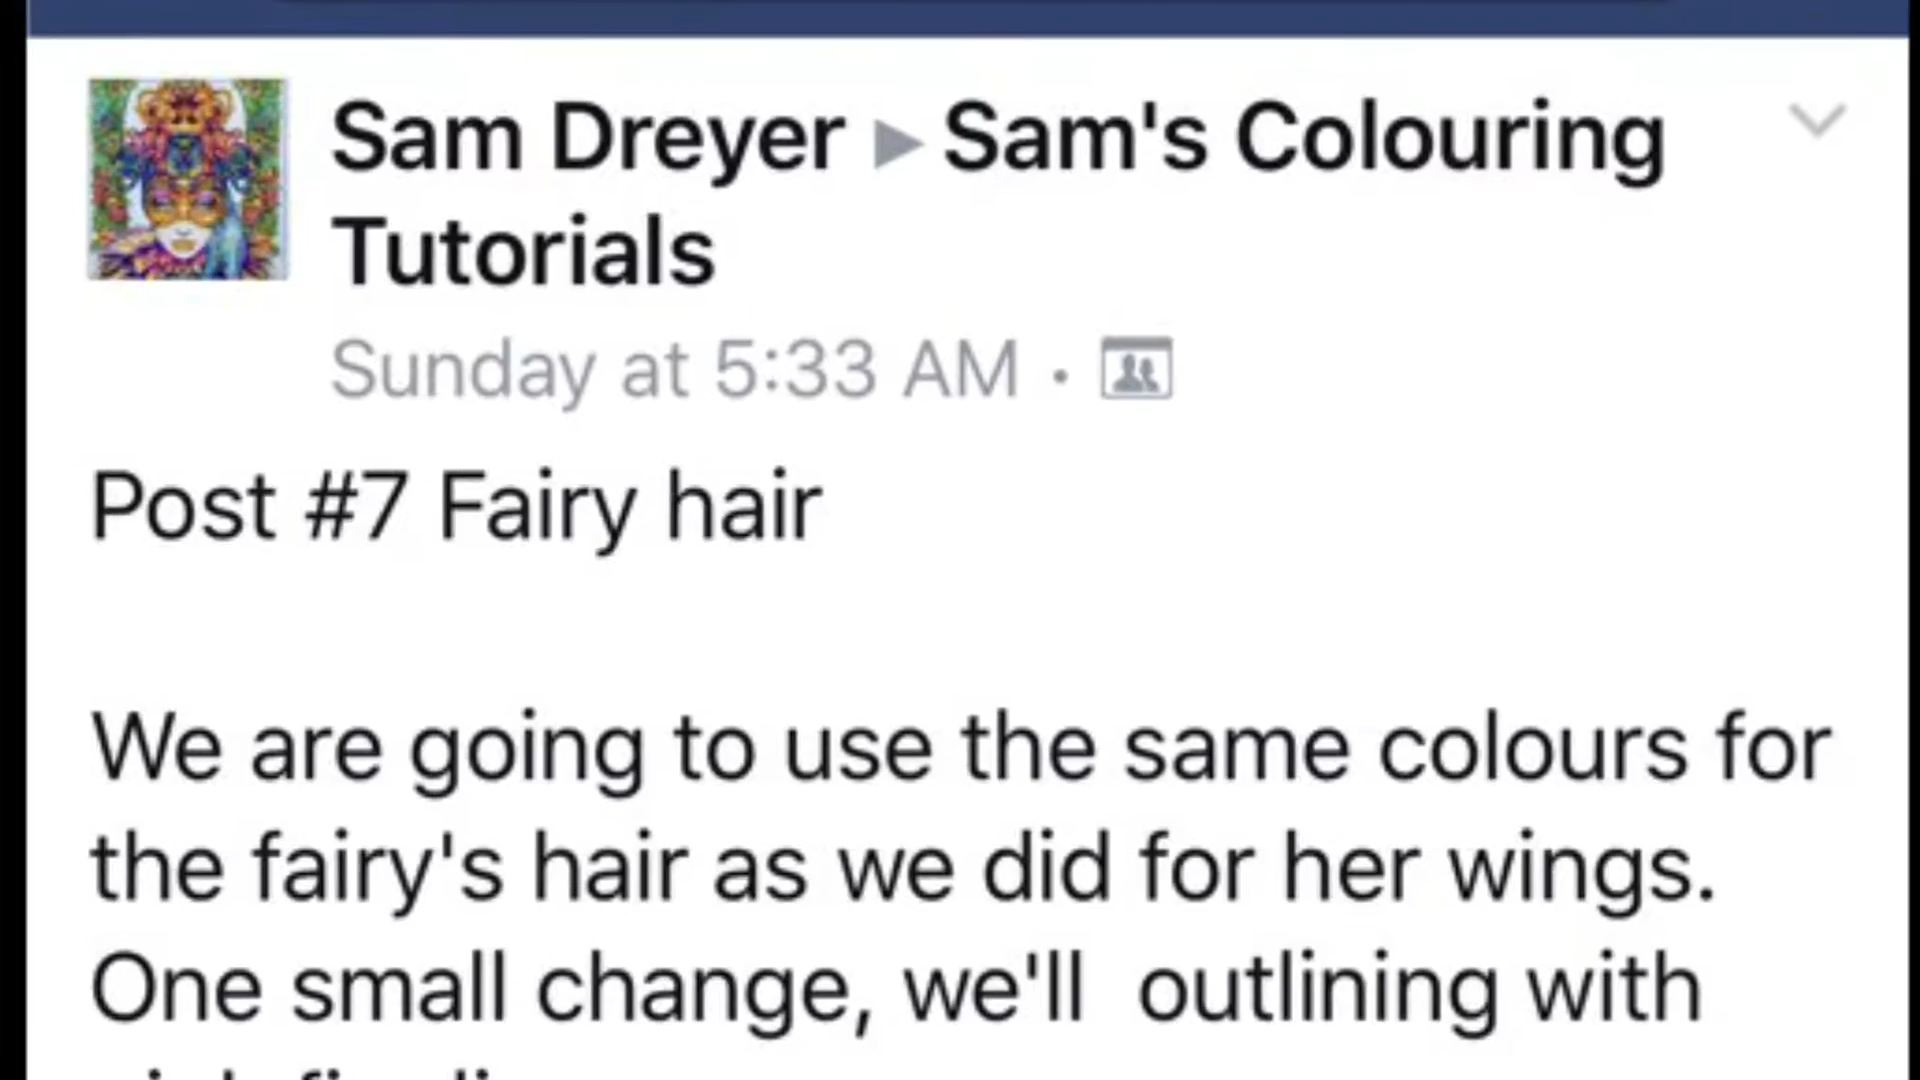 Sam Dreyer ▸ Sam's Colouring
Tutorials
Sunday at 5:33 AM ·
Post #7 Fairy hair
We are going to use the same colours for
the fairy's hair as we did for her wings.
One small change, we'll  outlining with